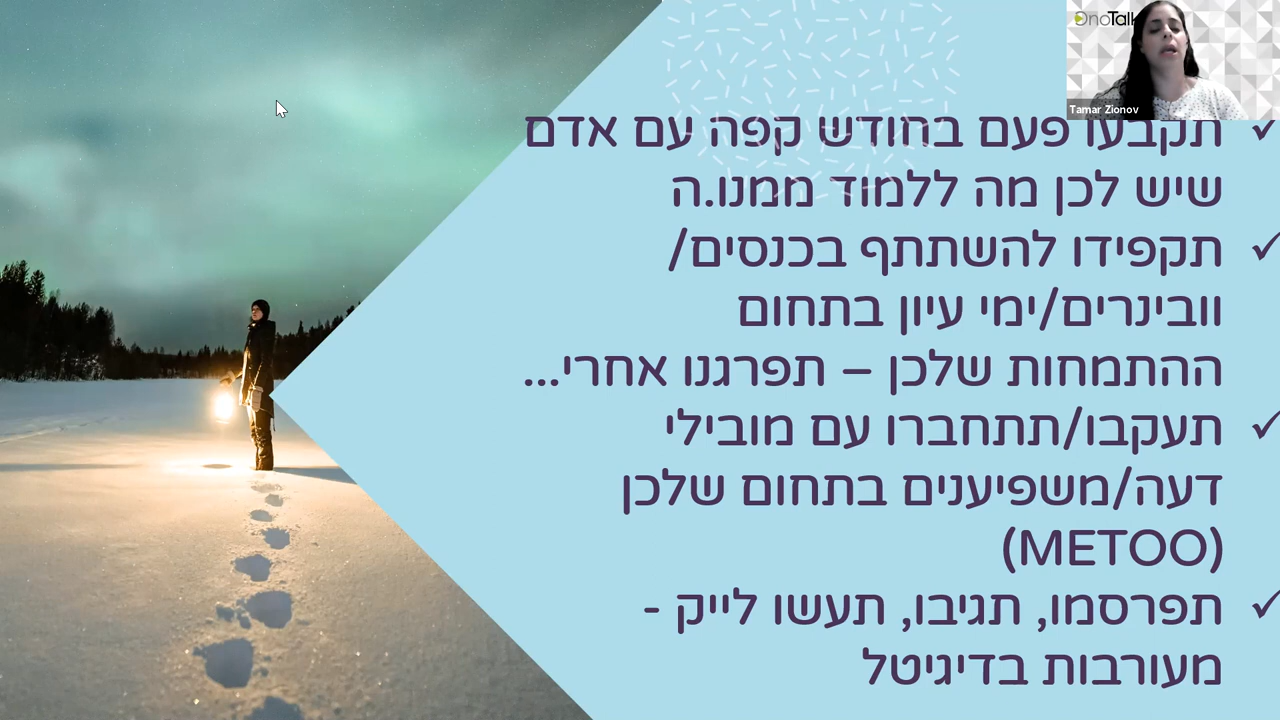 OnoTalk
Tamar Zionov
✓ תקבעו פעם בחודש קפה עם אדם
שיש לכן מה ללמוד ממנו.ה
✓ תקפידו להשתתף בכנסים/
וובינרים/ימי עיון בתחום
ההתמחות שלכן – תפרגנו אחרי...
✓ תעקבו/תתחברו עם מובילי
דעה/משפיענים בתחום שלכן
(METOO)
✓ תפרסמו, תגיבו, תעשו לייק -
מעורבות בדיגיטל